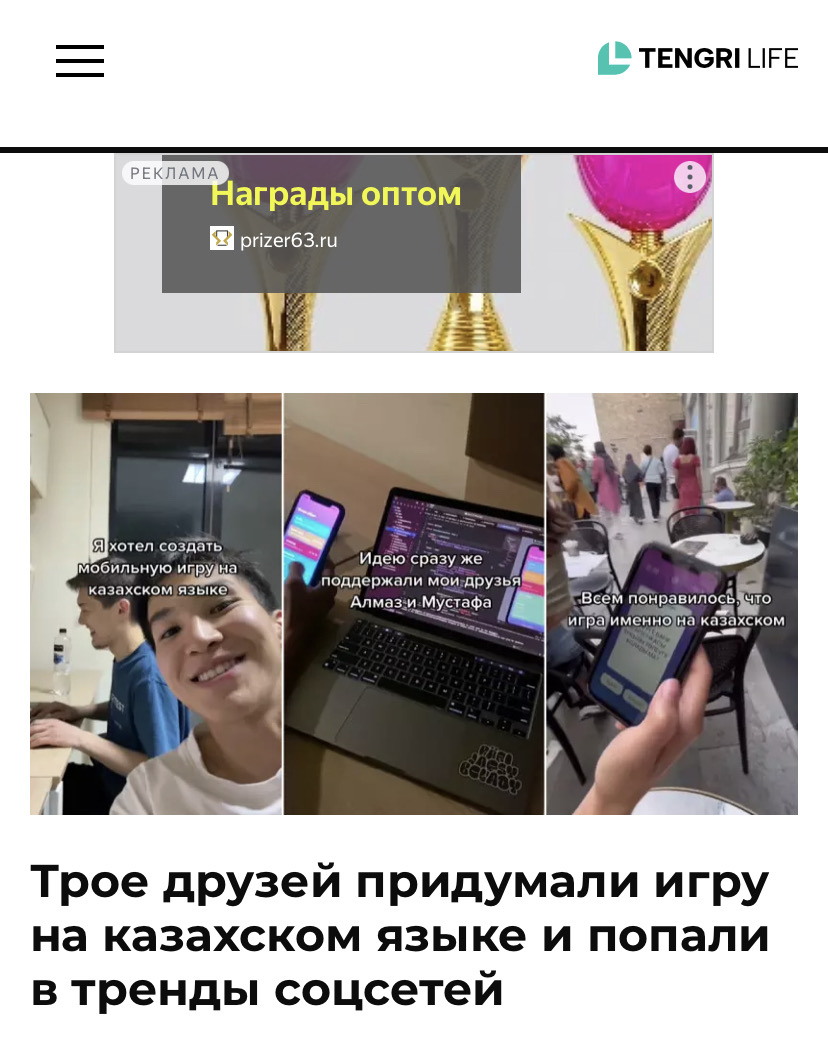 TENGRI LIFE
РЕКЛАМА
Награды оптом
prizer63.ru
Я хотел создать
мобильную игру на
казахском языке
Идею сразу же
поддержали мои друзья
Алмаз и Мустафа
Всем понравилось, что
игра именно на казахском
Трое друзей придумали игру
на казахском языке и попали
в тренды соцсетей